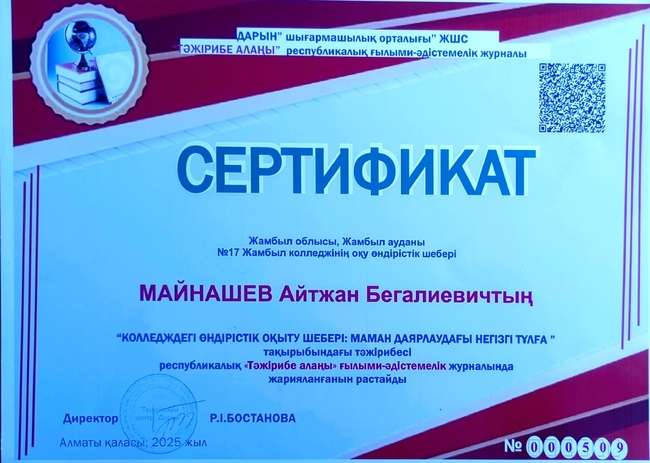 ДАРЫН" шығармашылық орталығы" ЖШС
ТӘЖІРИБЕ АЛАҢЫ" республикалық ғылыми-әдістемелік журналы
СЕРТИФИКАТ
Жамбыл облысы, Жамбыл ауданы
№17 Жамбыл колледжінің оқу өндірістік шебері
МАЙНАШЕВ Айтжан Бегалиевичтың
"КОЛЛЕДЖДЕГІ ӨНДІРІСТІК ОҚЫТУ ШЕБЕРІ: МАМАН ДАЯРЛАУДАҒЫ НЕГІЗГІ ТҰЛҒА "
тақырыбындағы тәжірибесі
республикалық «Тәжірибе алаңы» ғылыми-әдістемелік журналында
жарияланғанын растайды
Директор Р.І.БОСТАНОВА
Алматы қаласы, 2025 жыл
№ 000509